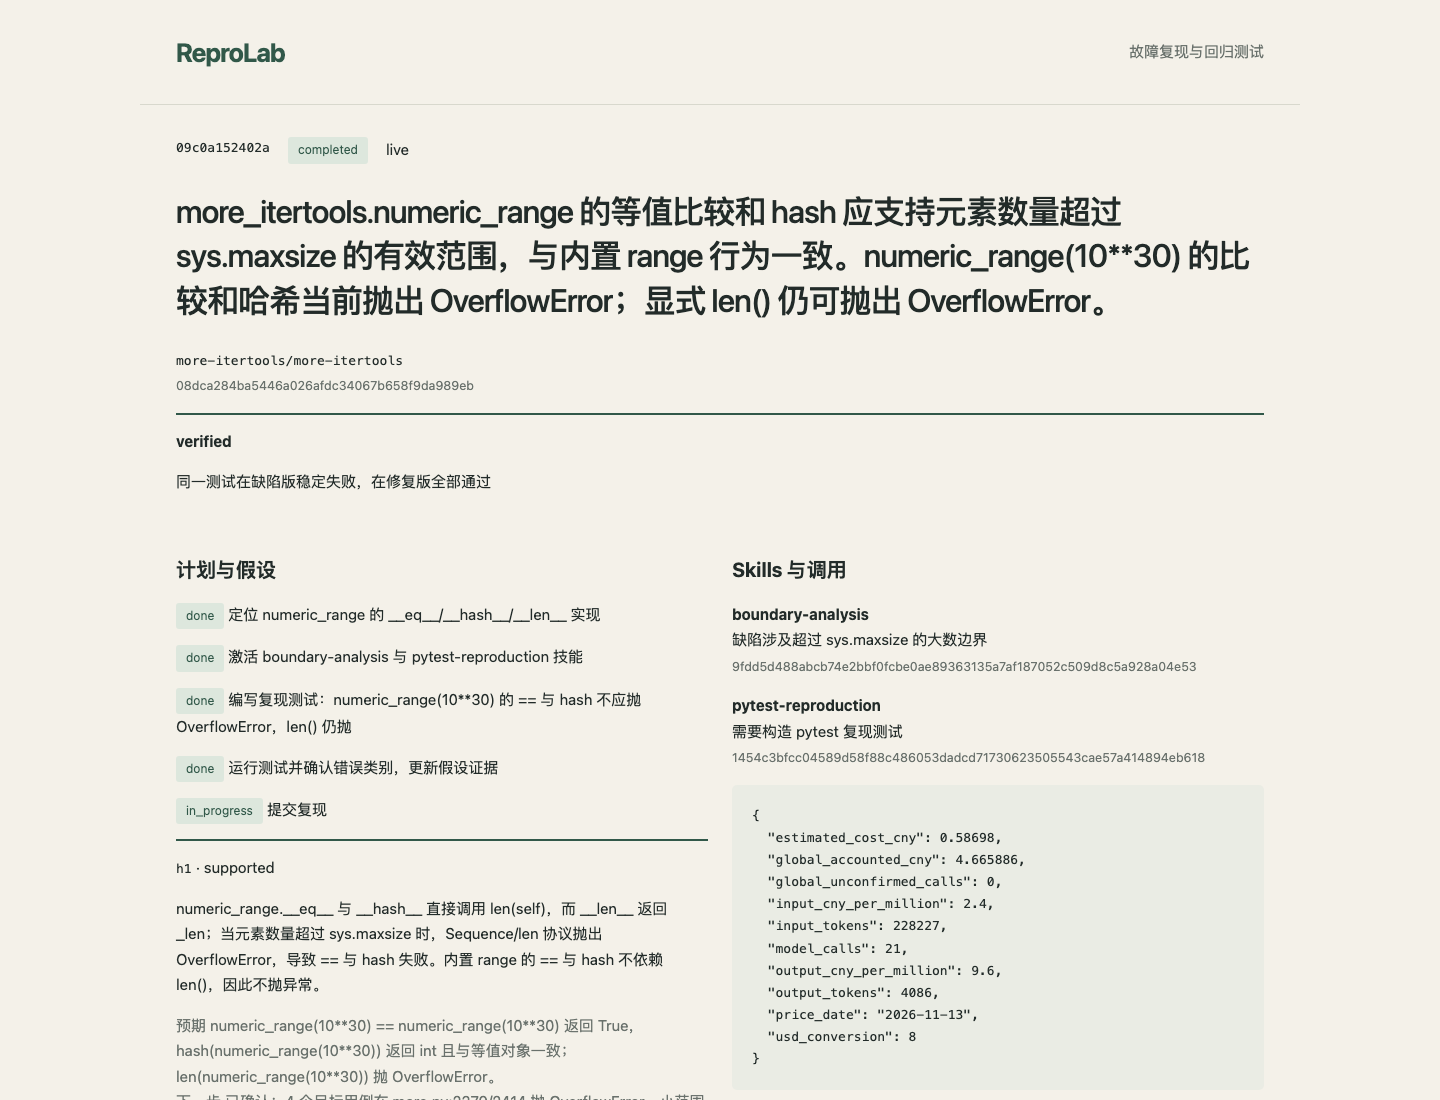 ReproLab
故障复现与回归测试
09c0a152402a completed live
more_itertools.numeric_range 的等值比较和 hash 应支持元素数量超过
sys.maxsize 的有效范围，与内置 range 行为一致。numeric_range(10**30) 的比
较和哈希当前抛出 OverflowError；显式 len() 仍可抛出 OverflowError。
more-itertools/more-itertools
08dca284ba5446a026afdc34067b658f9da989eb
verified
同一测试在缺陷版稳定失败，在修复版全部通过
计划与假设
done 定位 numeric_range 的 __eq__/__hash__/__len__ 实现
done 激活 boundary-analysis 与 pytest-reproduction 技能
done 编写复现测试：numeric_range(10**30) 的 == 与 hash 不应抛
OverflowError，len() 仍抛
done 运行测试并确认错误类别，更新假设证据
in_progress 提交复现
h1 · supported
numeric_range.__eq__ 与 __hash__ 直接调用 len(self)，而 __len__ 返回
_len；当元素数量超过 sys.maxsize 时，Sequence/len 协议抛出
OverflowError，导致 == 与 hash 失败。内置 range 的 == 与 hash 不依赖
len()，因此不抛异常。
预期 numeric_range(10**30) == numeric_range(10**30) 返回 True，
hash(numeric_range(10**30)) 返回 int 且与等值对象一致；
len(numeric_range(10**30)) 抛 OverflowError。
Skills 与调用
boundary-analysis
缺陷涉及超过 sys.maxsize 的大数边界
9fdd5d488abcb74e2bbf0fcbe0ae89363135a7af187052c509d8c5a928a04e53
pytest-reproduction
需要构造 pytest 复现测试
1454c3bfcc04589d58f88c486053dadcd71730623505543cae57a414894eb618
{
"estimated_cost_cny": 0.58698,
"global_accounted_cny": 4.665886,
"global_unconfirmed_calls": 0,
"input_cny_per_million": 2.4,
"input_tokens": 228227,
"model_calls": 21,
"output_cny_per_million": 9.6,
"output_tokens": 4086,
"price_date": "2026-11-13",
"usd_conversion": 8
}